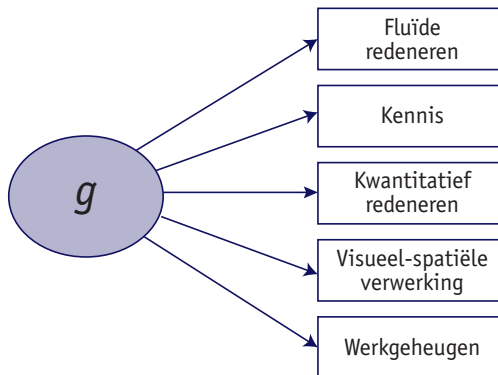 Fluïde
redeneren
Kennis
g
Kwantitatief
redeneren
Visueel-spatiële
verwerking
Werkgeheugen